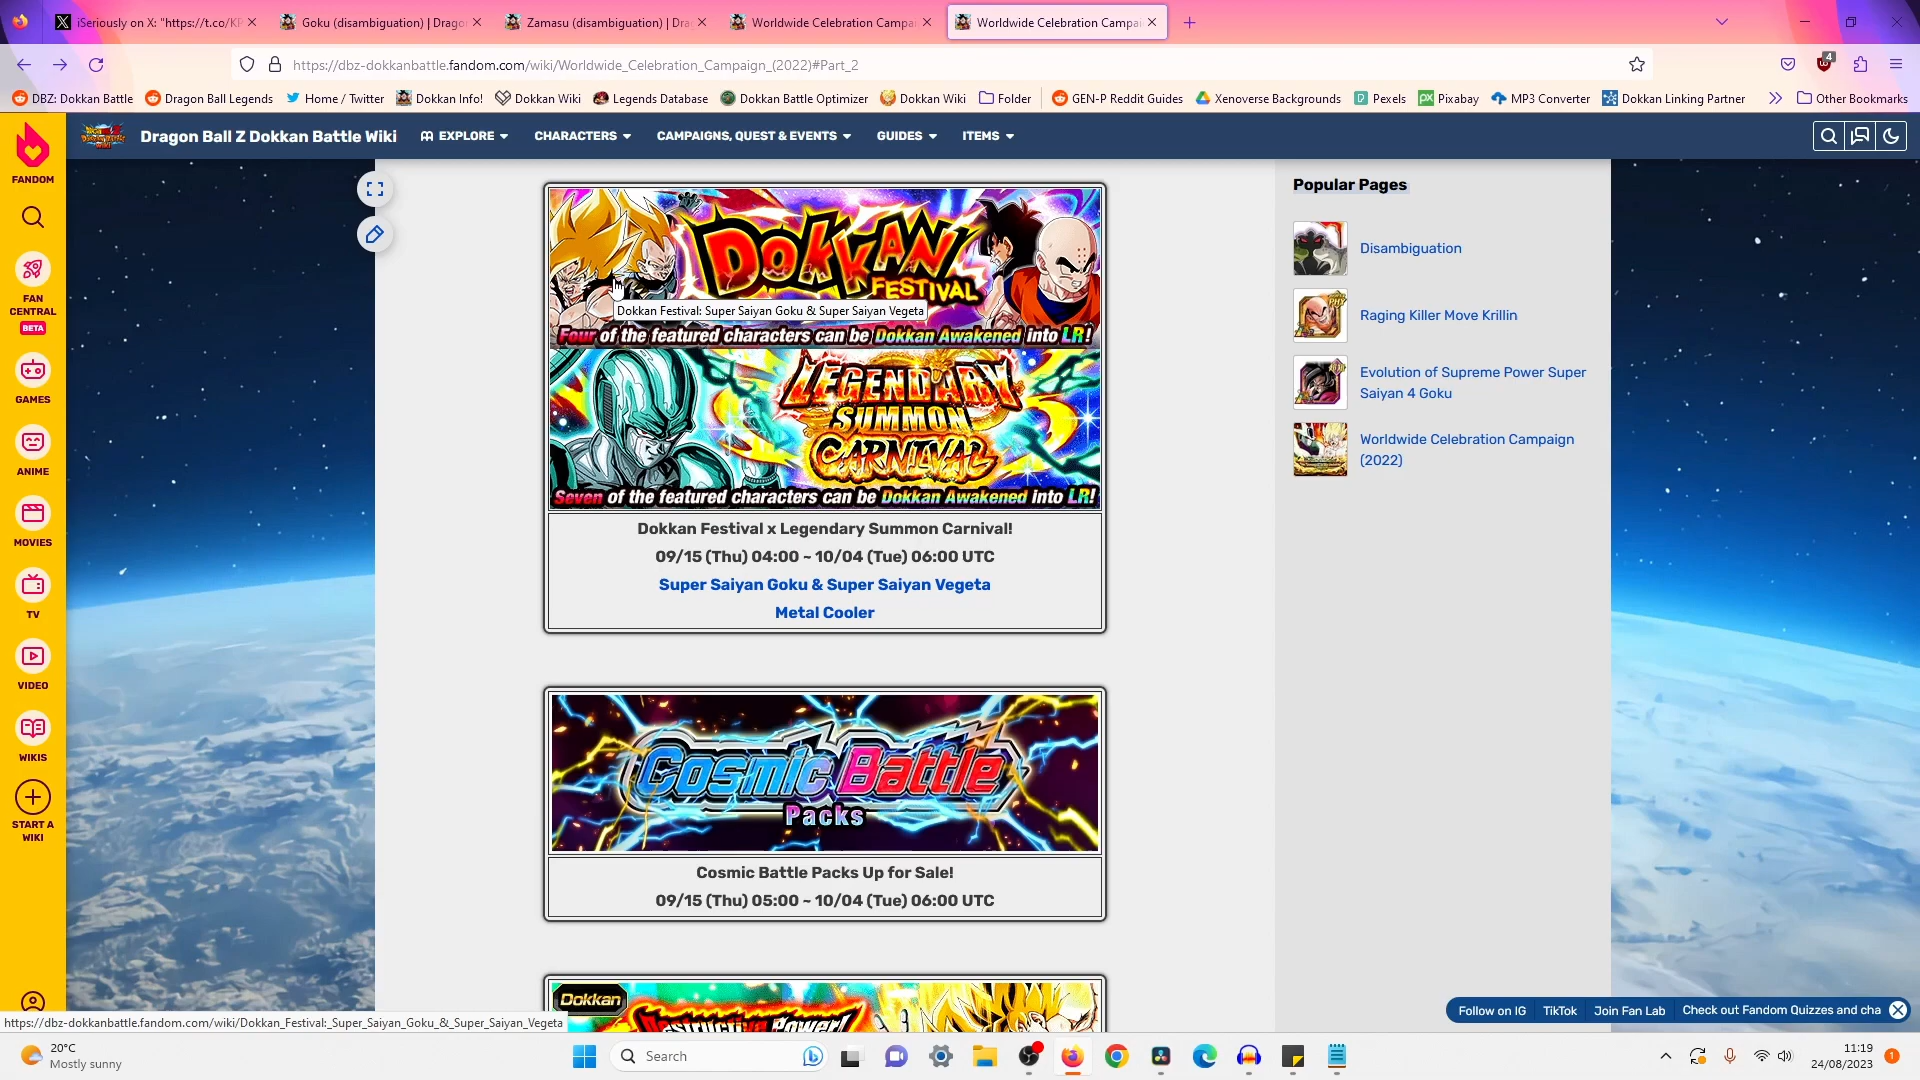 iSeriously on X: "https://t.co/KP
Goku (disambiguation) | Drago
Zamasu (disambiguation) | Dra
Worldwide Celebration Campai
Worldwide Celebration Campai
https://dbz-dokkanbattle.fandom.com/wiki/Worldwide_Celebration_Campaign_(2022)#Part_2
4
DBZ: Dokkan Battle
Dragon Ball Legends
Home / Twitter
Dokkan Info!
Dokkan Wiki
Legends Database
Dokkan Battle Optimizer
Dokkan Wiki
Folder
GEN-P Reddit Guides
Xenoverse Backgrounds
Pexels
Pixabay
MP3 Converter
Dokkan Linking Partner
Other Bookmarks
FANDOM
FAN
CENTRAL
BETA
GAMES
ANIME
MOVIES
TV
VIDEO
WIKIS
START A
WIKI
Dragon Ball Z Dokkan Battle Wiki
EXPLORE
CHARACTERS
CAMPAIGNS, QUEST & EVENTS
GUIDES
ITEMS
DOKKAN
FESTIVAL
Dokkan Festival: Super Saiyan Goku & Super Saiyan Vegeta
Four of the featured characters can be Dokkan Awakened into LR!
LEGENDARY
SUMMON
CARNIVAL
Seven of the featured characters can be Dokkan Awakened into LR!
Dokkan Festival x Legendary Summon Carnival!
09/15 (Thu) 04:00 ~ 10/04 (Tue) 06:00 UTC
Super Saiyan Goku & Super Saiyan Vegeta
Metal Cooler
Cosmic Battle
Packs
Cosmic Battle Packs Up for Sale!
09/15 (Thu) 05:00 ~ 10/04 (Tue) 06:00 UTC
Dokkan
Destructive Power!
Popular Pages
Disambiguation
Raging Killer Move Krillin
Evolution of Supreme Power Super
Saiyan 4 Goku
Worldwide Celebration Campaign
(2022)
Follow on IG
TikTok
Join Fan Lab
Check out Fandom Quizzes and cha
https://dbz-dokkanbattle.fandom.com/wiki/Dokkan_Festival:_Super_Saiyan_Goku_&_Super_Saiyan_Vegeta
20°C
Mostly sunny
Search
11:19
24/08/2023
1